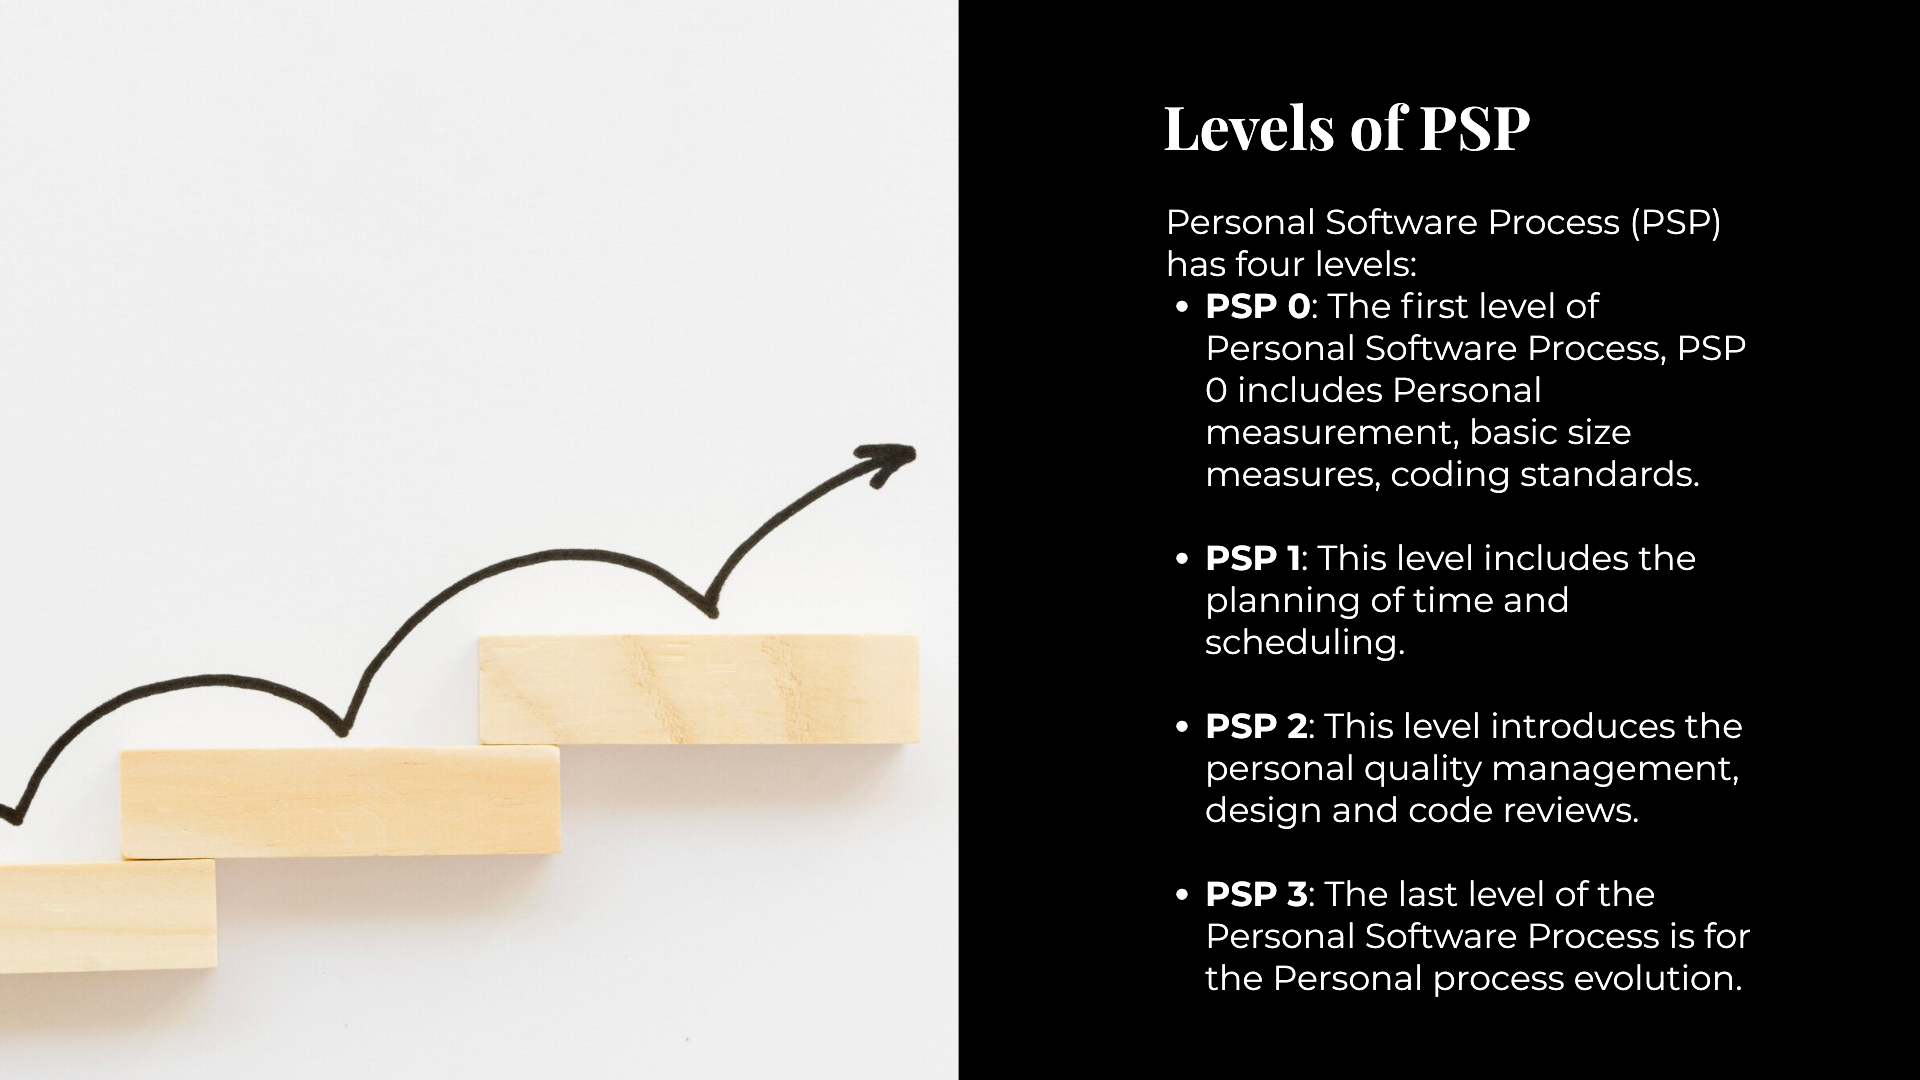 Levels of PSP
Personal Software Process (PSP)
has four levels:
• PSP 0: The first level of
Personal Software Process, PSP
0 includes Personal
measurement, basic size
measures, coding standards.
• PSP 1: This level includes the
planning of time and
scheduling.
• PSP 2: This level introduces the
personal quality management,
design and code reviews.
• PSP 3: The last level of the
Personal Software Process is for
the Personal process evolution.